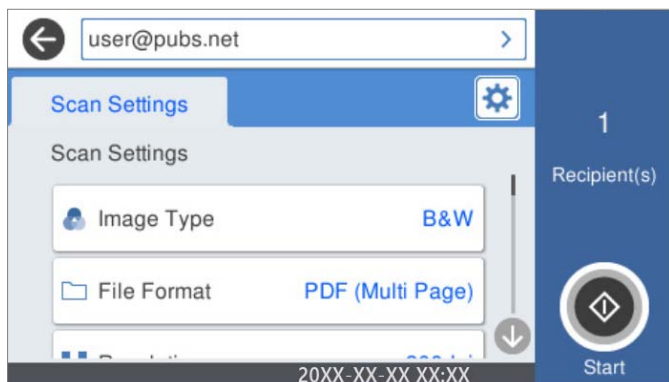 user@pubs.net
Scan Settings
1
Recipient(s)
Scan Settings
Image Type B&W
File Format PDF (Multi Page)
20XX-XX-XX XX:XX
Start